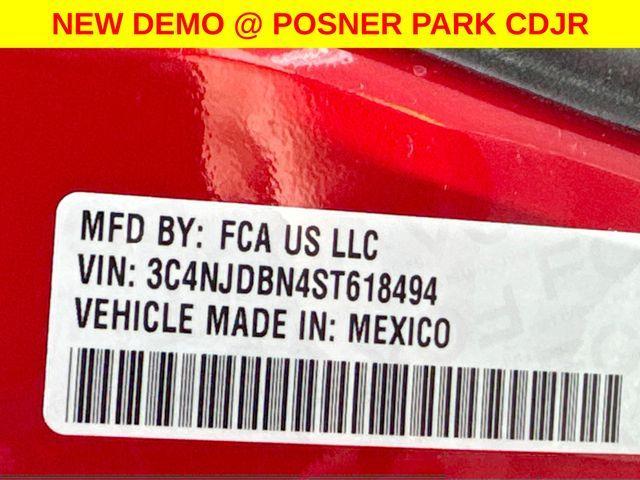 NEW DEMO @ POSNER PARK CDJR
MFD BY: FCA US LLC
VIN: 3C4NJDBN4ST618494
VEHICLE MADE IN: MEXICO